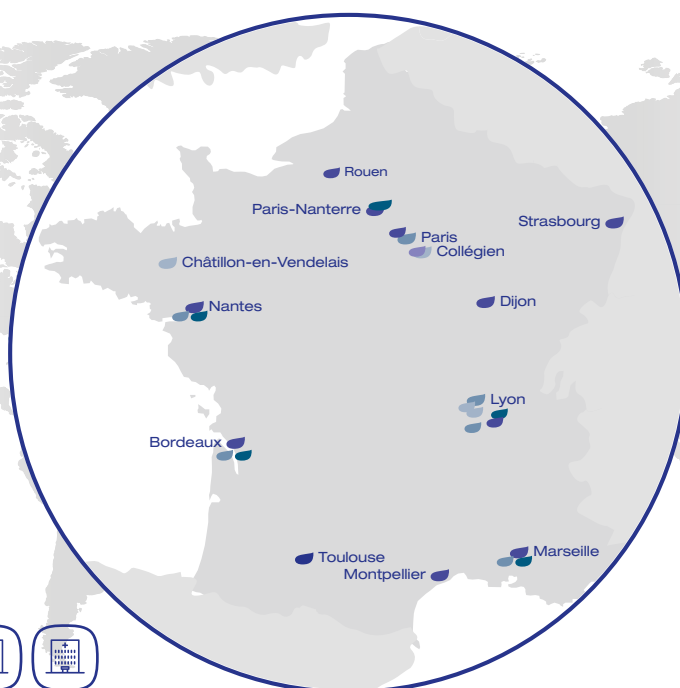 Rouen
Paris-Nanterre
Strasbourg
Paris
Collégien
Châtillon-en-Vendelais
Dijon
Nantes
Lyon
Bordeaux
Marseille
Toulouse
Montpellier